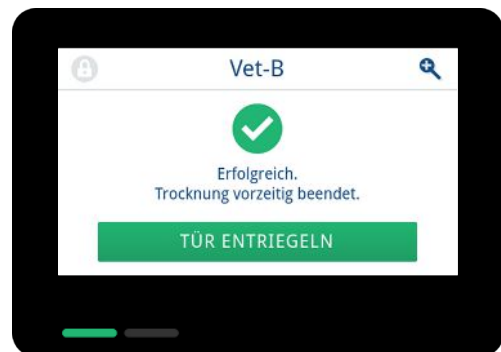 Vet-B
Erfolgreich.
Trocknung vorzeitig beendet.
TÜR ENTRIEGELN